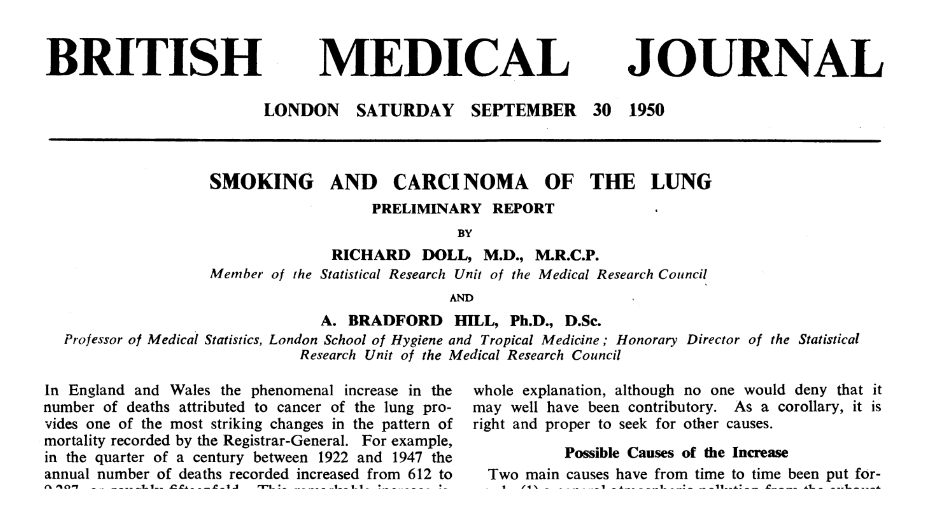 BRITISH MEDICAL JOURNAL
LONDON SATURDAY SEPTEMBER 30 1950
SMOKING AND CARCINOMA OF THE LUNG
PRELIMINARY REPORT
BY
RICHARD DOLL, M.D., M.R.C.P.
Member of the Statistical Research Unit of the Medical Research Council
AND
A. BRADFORD HILL, Ph.D., D.Sc.
Professor of Medical Statistics, London School of Hygiene and Tropical Medicine; Honorary Director of the Statistical
Research Unit of the Medical Research Council
In England and Wales the phenomenal increase in the
number of deaths attributed to cancer of the lung pro-
vides one of the most striking changes in the pattern of
mortality recorded by the Registrar-General. For example,
in the quarter of a century between 1922 and 1947 the
annual number of deaths recorded increased from 612 to
whole explanation, although no one would deny that it
may well have been contributory. As a corollary, it is
right and proper to seek for other causes.
Possible Causes of the Increase
Two main causes have from time to time been put for-